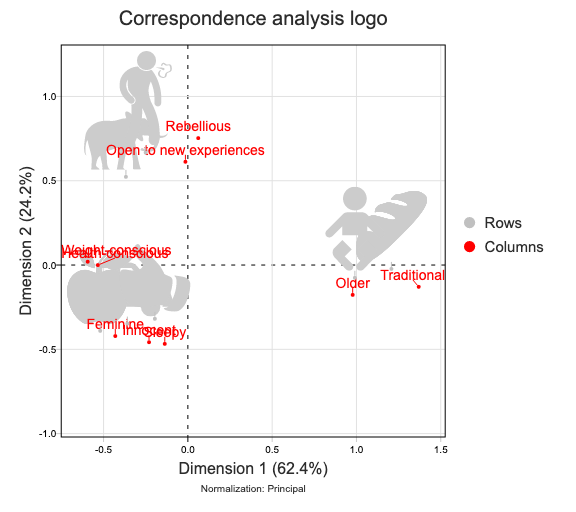 Correspondence analysis logo
Dimension 2 (24.2%)
1.0
0.5
0.0
-0.5
-1.0
Rebellious
Open to new experiences
Weight-conscious
Health-conscious
Traditional
Older
Feminine
Innocent
Sleepy
Rows
Columns
-0.5
0.0
0.5
1.0
1.5
Dimension 1 (62.4%)
Normalization: Principal